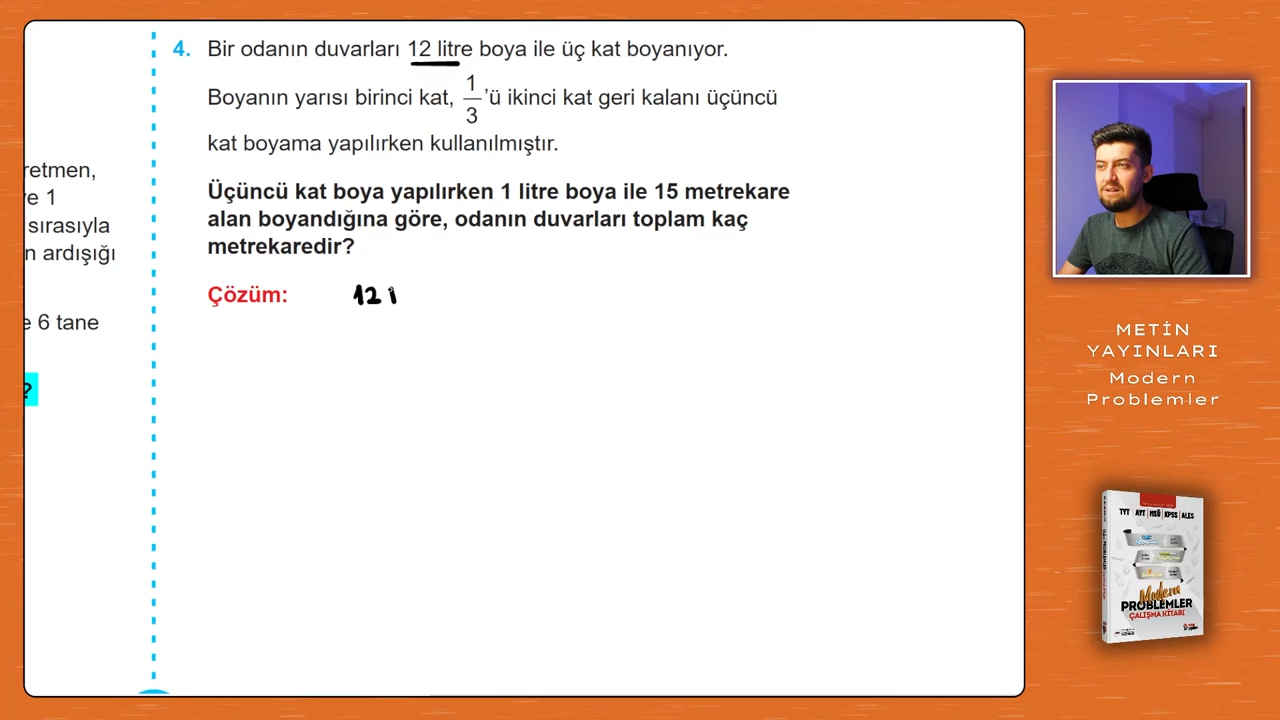 retmen,
e 1
sırasıyla
n ardışığı
e 6 tane
?
4. Bir odanın duvarları 12 litre boya ile üç kat boyanıyor.
Boyanın yarısı birinci kat, 1/3 'ü ikinci kat geri kalanı üçüncü
kat boyama yapılırken kullanılmıştır.
Üçüncü kat boya yapılırken 1 litre boya ile 15 metrekare
alan boyandığına göre, odanın duvarları toplam kaç
metrekaredir?
Çözüm: 12
METİN
YAYINLARI
Modern
Problemler
TYT | AYT | MSÜ | KPSS | ALES
Modern
PROBLEMLER
ÇALIŞMA KİTABI